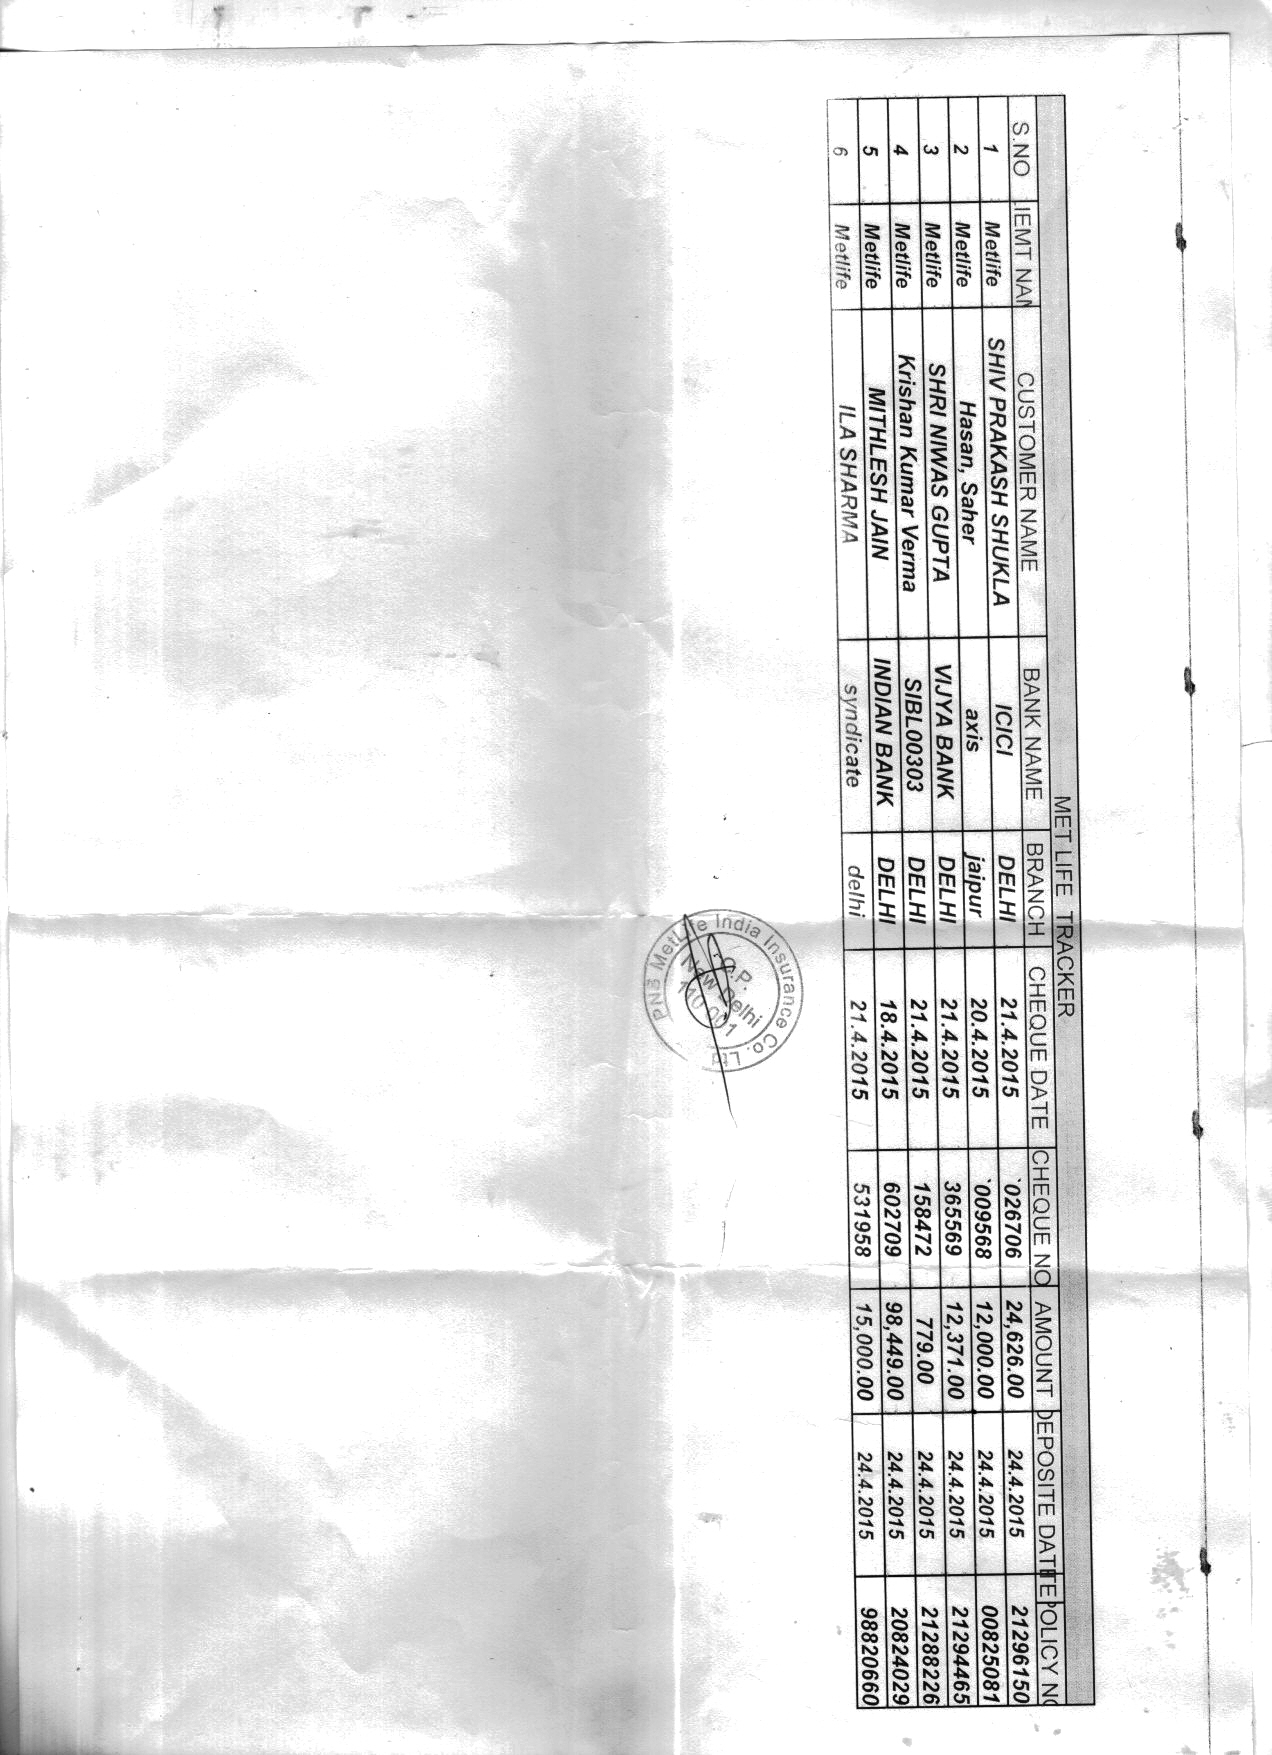 MET LIFE TRACKER
S.NO IEMT NAM CUSTOMER NAME BANK NAME BRANCH CHEQUE DATE CHEQUE NO AMOUNT DEPOSITE DATE TE POLICY NO
1 Metlife SHIV PRAKASH SHUKLA ICICI DELHI 21.4.2015 `026706 24,626.00 24.4.2015 21296150
2 Metlife Hasan, Saher axis jaipur 20.4.2015 `009568 12,000.00 24.4.2015 00825081
3 Metlife SHRI NIWAS GUPTA VIJYA BANK DELHI 21.4.2015 365569 12,371.00 24.4.2015 21294465
4 Metlife Krishan Kumar Verma SIBL00303 DELHI 21.4.2015 158472 779.00 24.4.2015 21288226
5 Metlife MITHLESH JAIN INDIAN BANK DELHI 18.4.2015 602709 98,449.00 24.4.2015 20824029
6 Metlife ILA SHARMA syndicate delhi 21.4.2015 531958 15,000.00 24.4.2015 98820660
PNB MetLife India Insurance Co. Ltd
C.P.
New Delhi
110 001